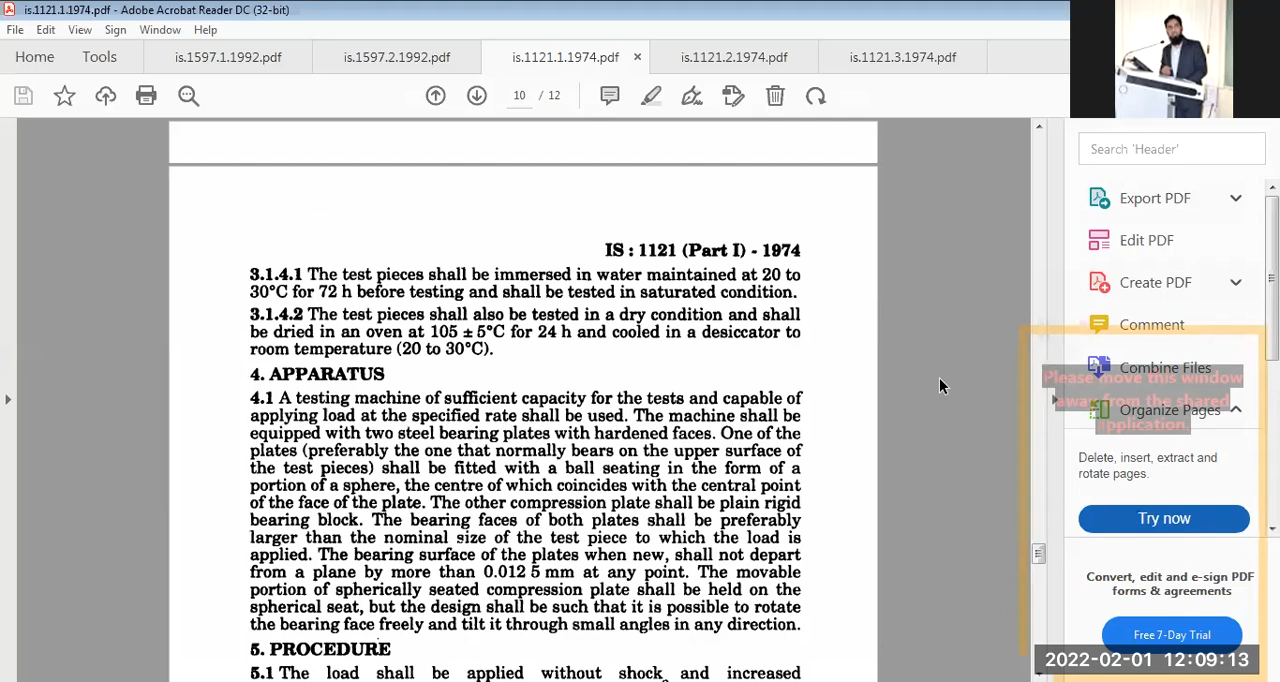 is.1121.1.1974.pdf - Adobe Acrobat Reader DC (32-bit)
File Edit View Sign Window Help
Home Tools is.1597.1.1992.pdf is.1597.2.1992.pdf is.1121.1.1974.pdf × is.1121.2.1974.pdf is.1121.3.1974.pdf
10 / 12
IS : 1121 (Part I) - 1974
3.1.4.1 The test pieces shall be immersed in water maintained at 20 to
30°C for 72 h before testing and shall be tested in saturated condition.
3.1.4.2 The test pieces shall also be tested in a dry condition and shall
be dried in an oven at 105 ± 5°C for 24 h and cooled in a desiccator to
room temperature (20 to 30°C).
4. APPARATUS
4.1 A testing machine of sufficient capacity for the tests and capable of
applying load at the specified rate shall be used. The machine shall be
equipped with two steel bearing plates with hardened faces. One of the
plates (preferably the one that normally bears on the upper surface of
the test pieces) shall be fitted with a ball seating in the form of a
portion of a sphere, the centre of which coincides with the central point
of the face of the plate. The other compression plate shall be plain rigid
bearing block. The bearing faces of both plates shall be preferably
larger than the nominal size of the test piece to which the load is
applied. The bearing surface of the plates when new, shall not depart
from a plane by more than 0.012 5 mm at any point. The movable
portion of spherically seated compression plate shall be held on the
spherical seat, but the design shall be such that it is possible to rotate
the bearing face freely and tilt it through small angles in any direction.
5. PROCEDURE
5.1 The load shall be applied without shock and increased
Search 'Header'
Export PDF
Edit PDF
Create PDF
Comment
Combine Files
Please move this window
away from the shared
application.
Organize Pages
Delete, insert, extract and
rotate pages.
Try now
Convert, edit and e-sign PDF
forms & agreements
Free 7-Day Trial
2022-02-01 12:09:13